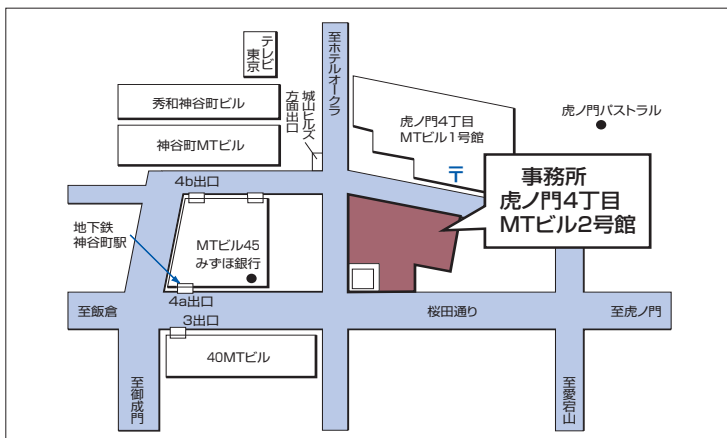 テレビ
東京
至ホテルオークラ
秀和神谷町ビル
城山ヒルズ
方面出口
虎ノ門4丁目
MTビル1号館
虎ノ門パストラル
神谷町MTビル
〒
事務所
虎ノ門4丁目
MTビル2号館
4b出口
地下鉄
神谷町駅
MTビル45
みずほ銀行
4a出口
至飯倉
3出口
桜田通り
至虎ノ門
40MTビル
至御成門
至愛宕山